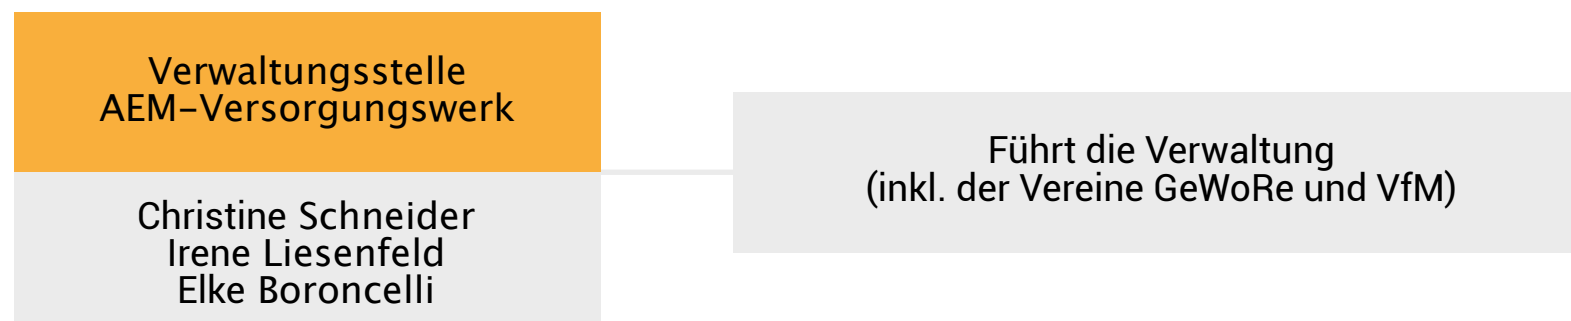 Verwaltungsstelle
AEM-Versorgungswerk
Christine Schneider
Irene Liesenfeld
Elke Boroncelli
Führt die Verwaltung
(inkl. der Vereine GeWoRe und VfM)